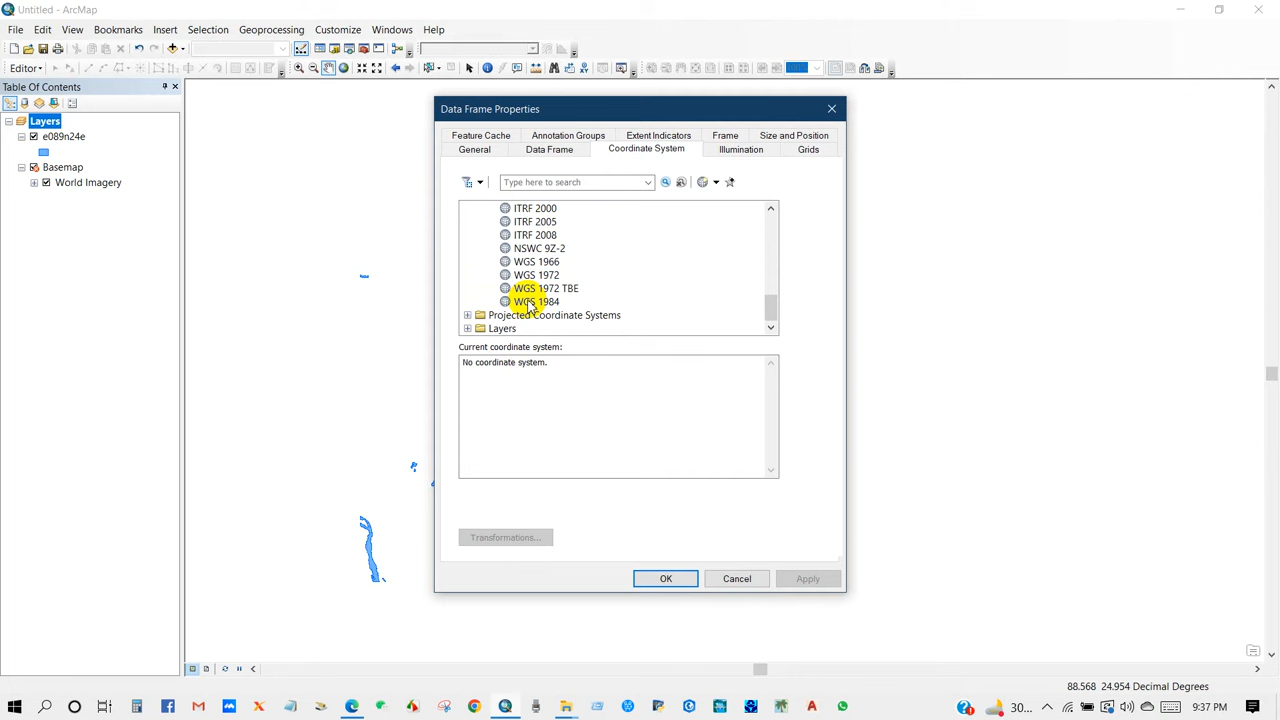 Untitled - ArcMap
File Edit View Bookmarks Insert Selection Geoprocessing Customize Windows Help
Editor
Table Of Contents
Layers
e089n24e
Basemap
World Imagery
Data Frame Properties
Feature Cache Annotation Groups Extent Indicators Frame Size and Position
General Data Frame Coordinate System Illumination Grids
Type here to search
ITRF 2000
ITRF 2005
ITRF 2008
NSWC 9Z-2
WGS 1966
WGS 1972
WGS 1972 TBE
WGS 1984
Projected Coordinate Systems
Layers
Current coordinate system:
No coordinate system.
Transformations...
OK Cancel Apply
88.568 24.954 Decimal Degrees
30... 9:37 PM